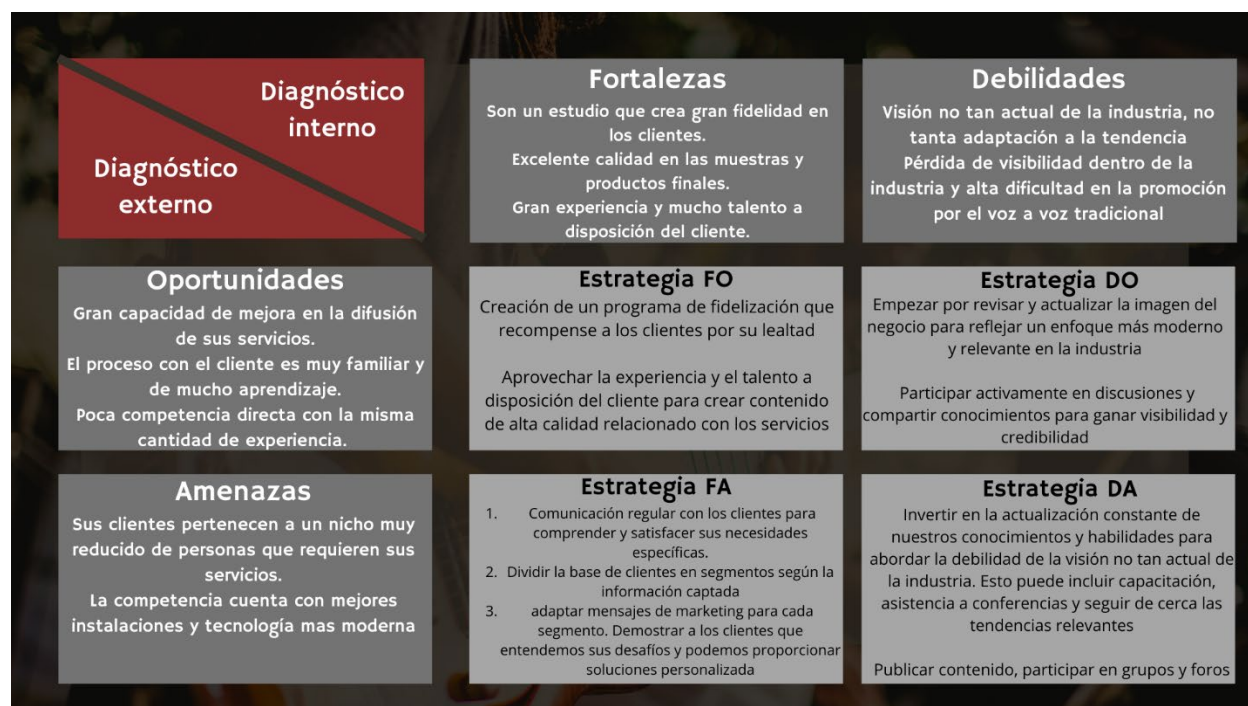 Diagnóstico
interno
Diagnóstico
externo
Fortalezas
Son un estudio que crea gran fidelidad en
los clientes.
Excelente calidad en las muestras y
productos finales.
Gran experiencia y mucho talento a
disposición del cliente.
Debilidades
Visión no tan actual de la industria, no
tanta adaptación a la tendencia
Pérdida de visibilidad dentro de la
industria y alta dificultad en la promoción
por el voz a voz tradicional
Oportunidades
Gran capacidad de mejora en la difusión
de sus servicios.
El proceso con el cliente es muy familiar y
de mucho aprendizaje.
Poca competencia directa con la misma
cantidad de experiencia.
Estrategia FO
Creación de un programa de fidelización que
recompense a los clientes por su lealtad
Aprovechar la experiencia y el talento a
disposición del cliente para crear contenido
de alta calidad relacionado con los servicios
Estrategia DO
Empezar por revisar y actualizar la imagen del
negocio para reflejar un enfoque más moderno
y relevante en la industria
Participar activamente en discusiones y
compartir conocimientos para ganar visibilidad y
credibilidad
Amenazas
Sus clientes pertenecen a un nicho muy
reducido de personas que requieren sus
servicios.
La competencia cuenta con mejores
instalaciones y tecnología mas moderna
Estrategia FA
1. Comunicación regular con los clientes para
comprender y satisfacer sus necesidades
específicas.
2. Dividir la base de clientes en segmentos según la
información captada
3. adaptar mensajes de marketing para cada
segmento. Demostrar a los clientes que
entendemos sus desafíos y podemos proporcionar
soluciones personalizada
Estrategia DA
Invertir en la actualización constante de
nuestros conocimientos y habilidades para
abordar la debilidad de la visión no tan actual de
la industria. Esto puede incluir capacitación,
asistencia a conferencias y seguir de cerca las
tendencias relevantes
Publicar contenido, participar en grupos y foros